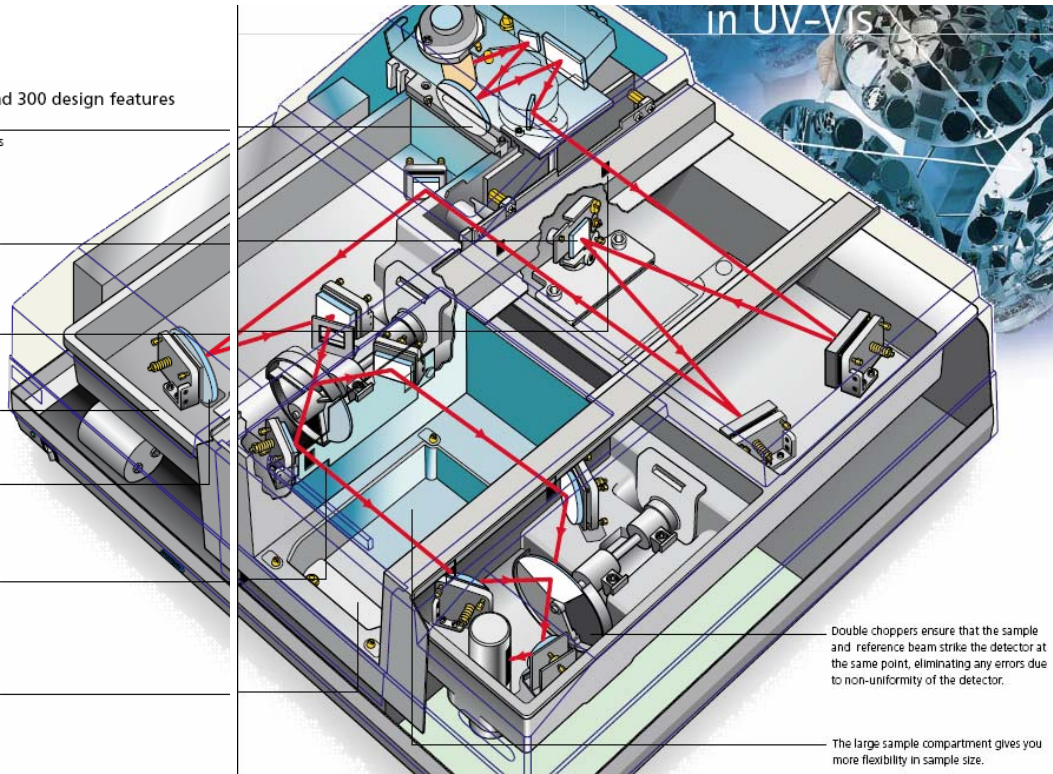 in UV-Vis
nd 300 design features
s
Double choppers ensure that the sample
and reference beam strike the detector at
the same point, eliminating any errors due
to non-uniformity of the detector.
The large sample compartment gives you
more flexibility in sample size.